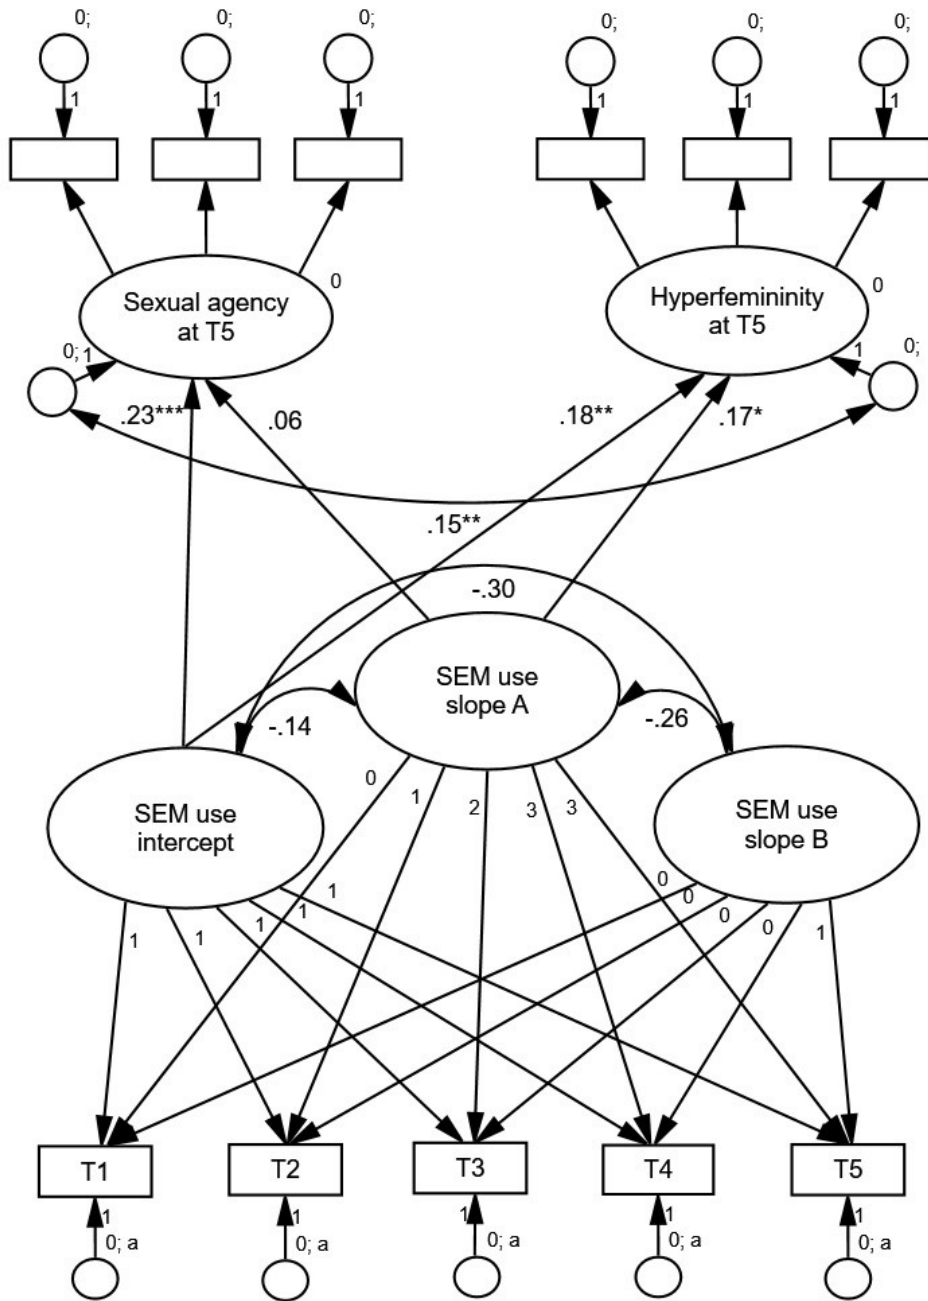 0; 0; 0; 0; 0; 0;
1 1 1 1 1 1
Sexual agency
at T5
0
Hyperfemininity
at T5
0
0; 1
1 0;
.23*** .06 .18** .17*
.15**
-.30
SEM use
slope A
-.14
-.26
SEM use
intercept
SEM use
slope B
0 1 2 3 3
1 1 1 1 1
0 0 0 0 1
T1 T2 T3 T4 T5
1 1 1 1 1
0; a 0; a 0; a 0; a 0; a